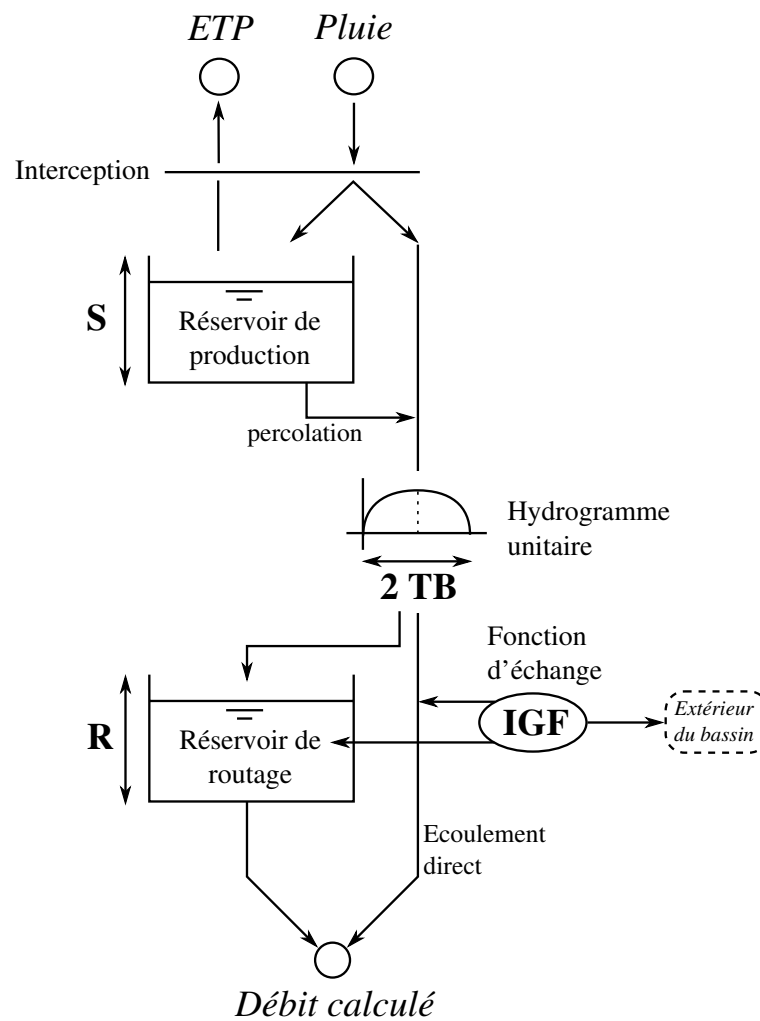 ETP
Pluie
Interception
S
Réservoir de
production
percolation
Hydrogramme
unitaire
2 TB
Fonction
d'échange
IGF
Extérieur
du bassin
R
Réservoir de
routage
Ecoulement
direct
Débit calculé